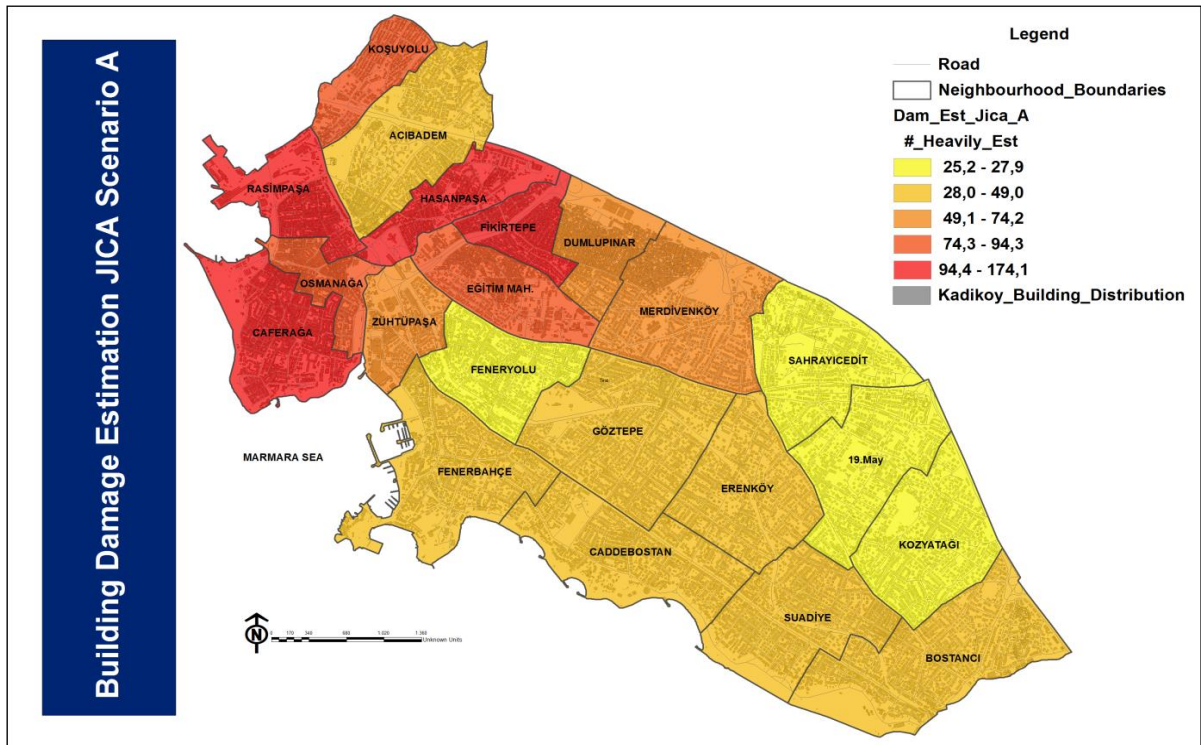 Building Damage Estimation JICA Scenario A
Legend
Road
Neighbourhood_Boundaries
Dam_Est_Jica_A
#_Heavily_Est
25,2 - 27,9
28,0 - 49,0
49,1 - 74,2
74,3 - 94,3
94,4 - 174,1
Kadikoy_Building_Distribution
KOŞUYOLU
ACIBADEM
RASİMPAŞA
HASANPAŞA
FİKİRTEPE
DUMLUPINAR
OSMANAĞA
EĞİTİM MAH.
CAFERAĞA
ZÜHTÜPAŞA
MERDİVENKÖY
SAHRAYICEDİT
FENERYOLU
GÖZTEPE
MARMARA SEA
FENERBAHÇE
19.May
ERENKÖY
KOZYATAĞI
CADDEBOSTAN
SUADİYE
BOSTANCI
N
Unknown Units